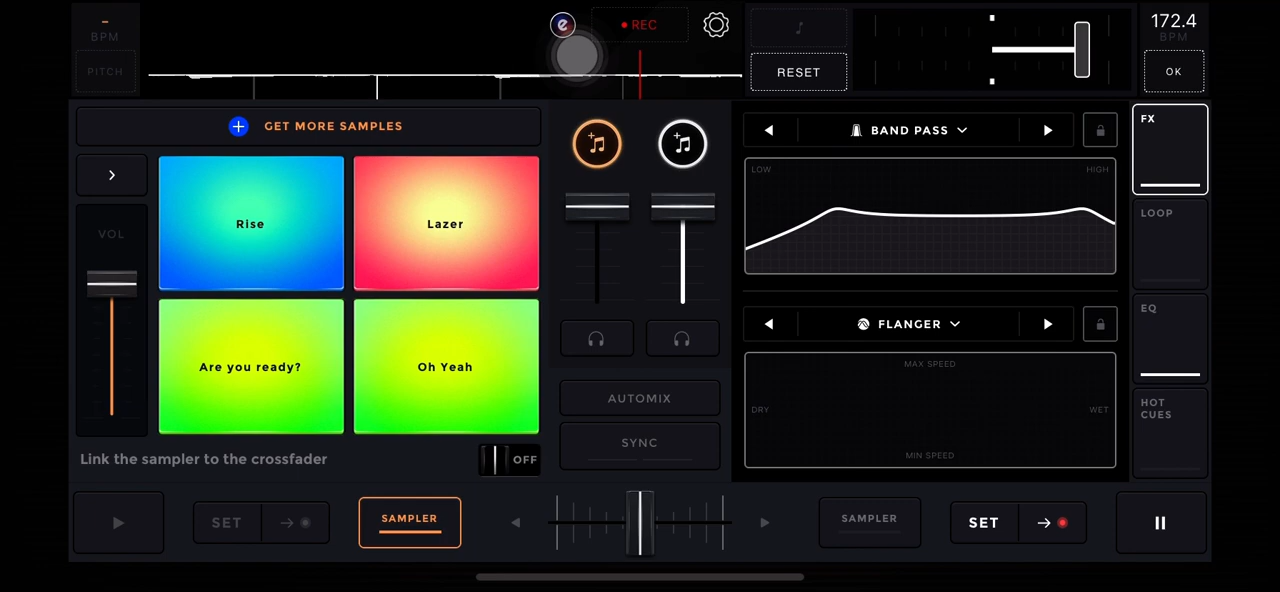 -
BPM
PITCH
e
REC
RESET
172.4
BPM
OK
GET MORE SAMPLES
VOL
Rise
Lazer
Are you ready?
Oh Yeah
Link the sampler to the crossfader
OFF
AUTOMIX
SYNC
BAND PASS
LOW
HIGH
FLANGER
MAX SPEED
DRY
WET
MIN SPEED
FX
LOOP
EQ
HOT
CUES
SET
SAMPLER
SAMPLER
SET